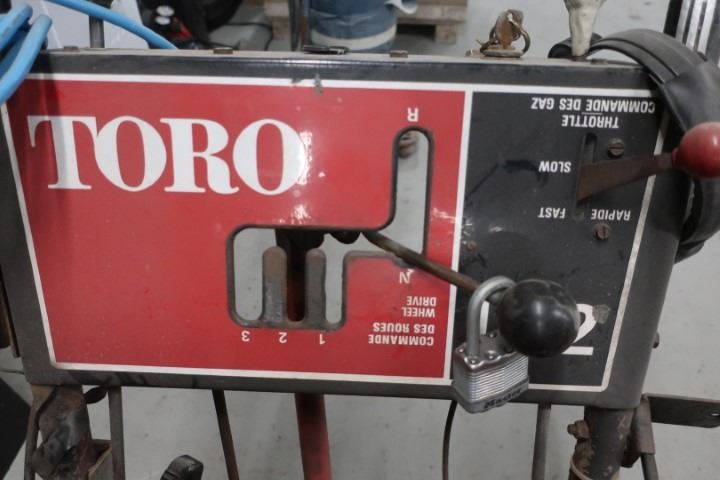 TORO
R
N
COMMANDE
DES ROUES
WHEEL
DRIVE
1
2
3
COMMANDE DES GAZ
THROTTLE
SLOW
RAPIDE FAST
2
Master